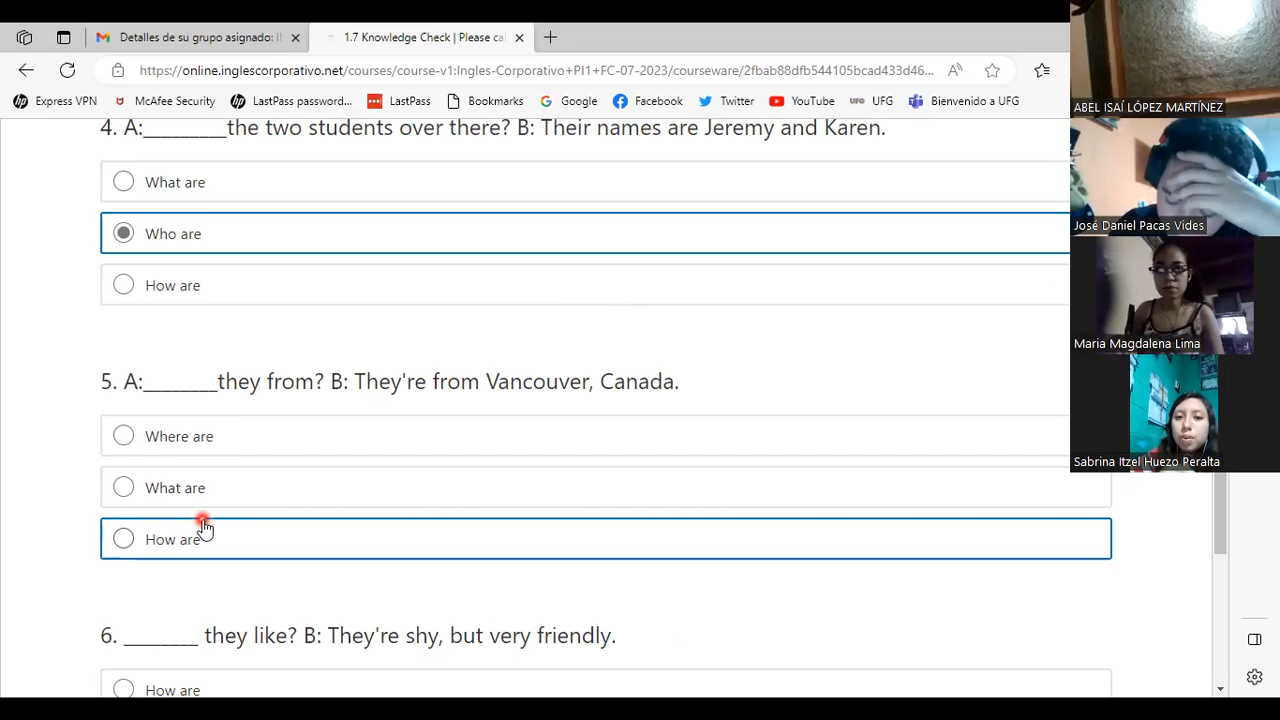 Detalles de su grupo asignado: I
1.7 Knowledge Check | Please ca
https://online.inglescorporativo.net/courses/course-v1:Ingles-Corporativo+PI1+FC-07-2023/courseware/2fbab88dfb544105bcad433d46...
Express VPN
McAfee Security
LastPass password...
LastPass
Bookmarks
Google
Facebook
Twitter
YouTube
UFG
Bienvenido a UFG
4. A:_________the two students over there? B: Their names are Jeremy and Karen.
What are
Who are
How are
5. A:________they from? B: They're from Vancouver, Canada.
Where are
What are
How are
6. ________ they like? B: They're shy, but very friendly.
How are
ABEL ISAÍ LÓPEZ MARTÍNEZ
José Daniel Pacas Vides
Maria Magdalena Lima
Sabrina Itzel Huezo Peralta